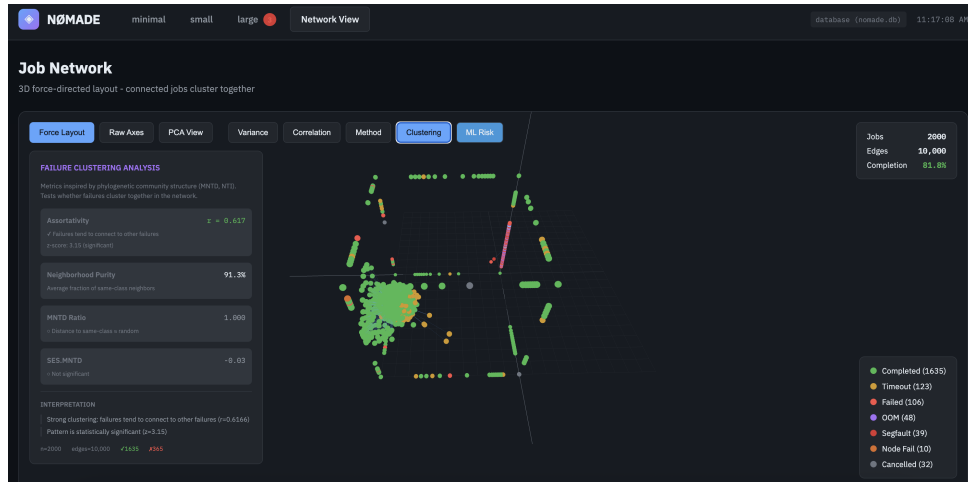 NØMADE
minimal
small
large
Network View
database (nomade.db)
11:17:08 AM
Job Network
3D force-directed layout - connected jobs cluster together
Force Layout
Raw Axes
PCA View
Variance
Correlation
Method
Clustering
ML Risk
Jobs 2000
Edges 10,000
Completion 81.8%
FAILURE CLUSTERING ANALYSIS
Metrics inspired by phylogenetic community structure (MNTD, NTI).
Tests whether failures cluster together in the network.
Assortativity r = 0.617
✓ Failures tend to connect to other failures
z-score: 3.15 (significant)
Neighborhood Purity 91.3%
Average fraction of same-class neighbors
MNTD Ratio 1.000
○ Distance to same-class ≈ random
SES.MNTD -0.03
○ Not significant
INTERPRETATION
Strong clustering: failures tend to connect to other failures (r=0.6166)
Pattern is statistically significant (z=3.15)
n=2000 edges=10,000 ✓1635 ✗365
Completed (1635)
Timeout (123)
Failed (106)
OOM (48)
Segfault (39)
Node Fail (10)
Cancelled (32)